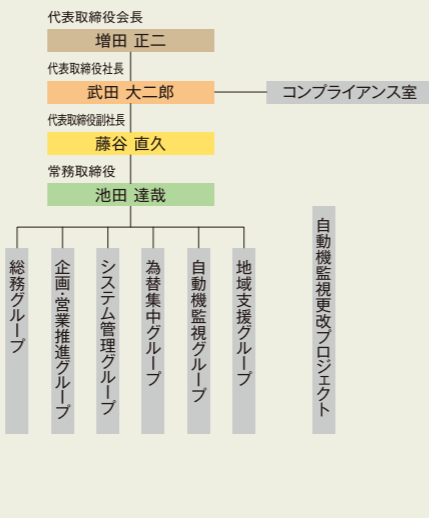 代表取締役会長
増田 正二
代表取締役社長
武田 大二郎
コンプライアンス室
代表取締役副社長
藤谷 直久
常務取締役
池田 達哉
総務グループ
企画・営業推進グループ
システム管理グループ
為替集中グループ
自動機監視グループ
地域支援グループ
自動機監視更改プロジェクト